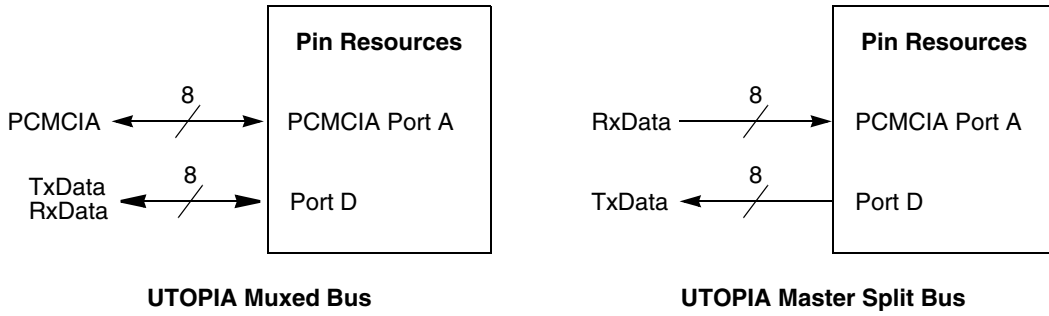 Pin Resources
8
PCMCIA
PCMCIA Port A
8
TxData
RxData
Port D
UTOPIA Muxed Bus
Pin Resources
8
RxData
PCMCIA Port A
8
TxData
Port D
UTOPIA Master Split Bus